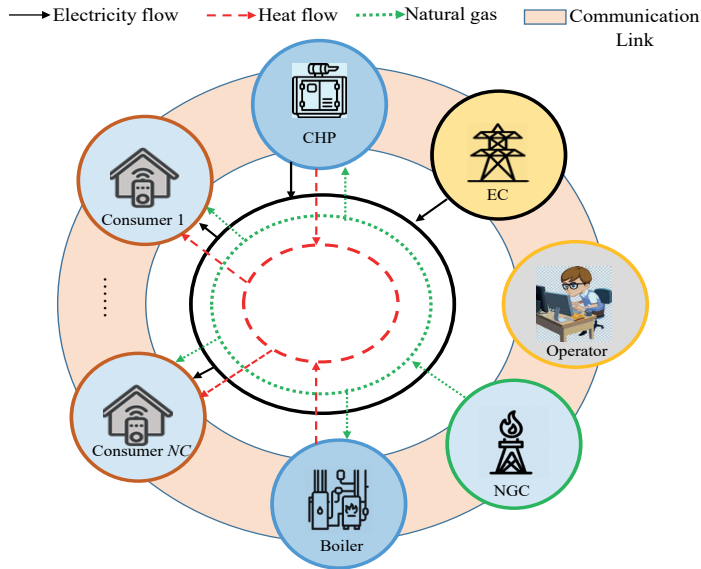 Electricity flow
Heat flow
Natural gas
Communication
Link
CHP
EC
Consumer 1
......
Operator
Consumer NC
NGC
Boiler